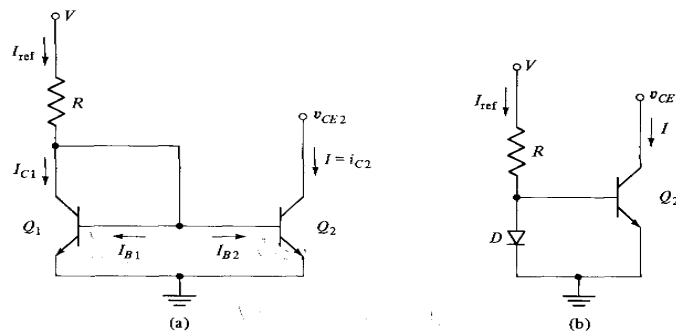 V
I_ref
R
v_CE2
I_C1
I = i_C2
Q_1
I_B1
I_B2
Q_2
(a)
V
I_ref
v_CE
R
I
Q_2
D
(b)